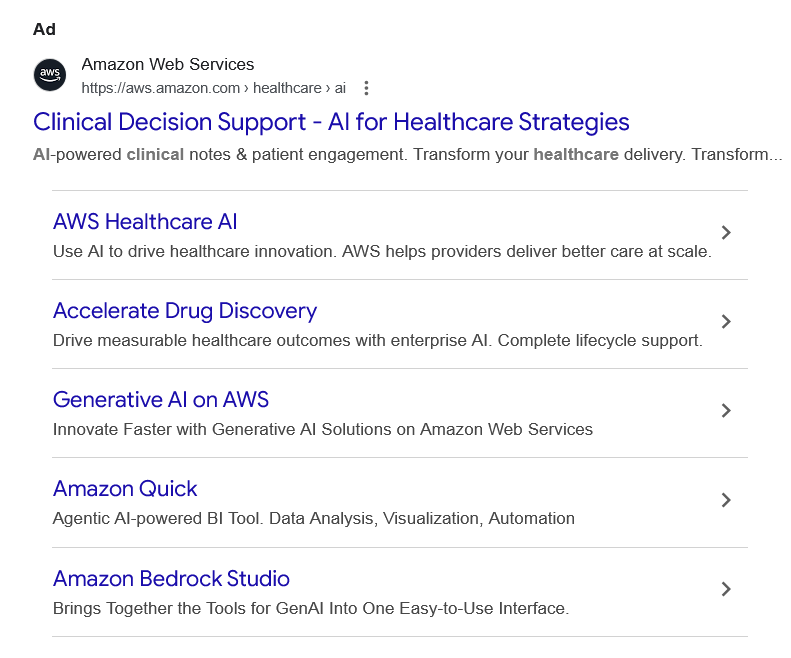 Ad
aws
Amazon Web Services
https://aws.amazon.com › healthcare › ai
Clinical Decision Support - AI for Healthcare Strategies
AI-powered clinical notes & patient engagement. Transform your healthcare delivery. Transform...
AWS Healthcare AI
Use AI to drive healthcare innovation. AWS helps providers deliver better care at scale.
Accelerate Drug Discovery
Drive measurable healthcare outcomes with enterprise AI. Complete lifecycle support.
Generative AI on AWS
Innovate Faster with Generative AI Solutions on Amazon Web Services
Amazon Quick
Agentic AI-powered BI Tool. Data Analysis, Visualization, Automation
Amazon Bedrock Studio
Brings Together the Tools for GenAI Into One Easy-to-Use Interface.